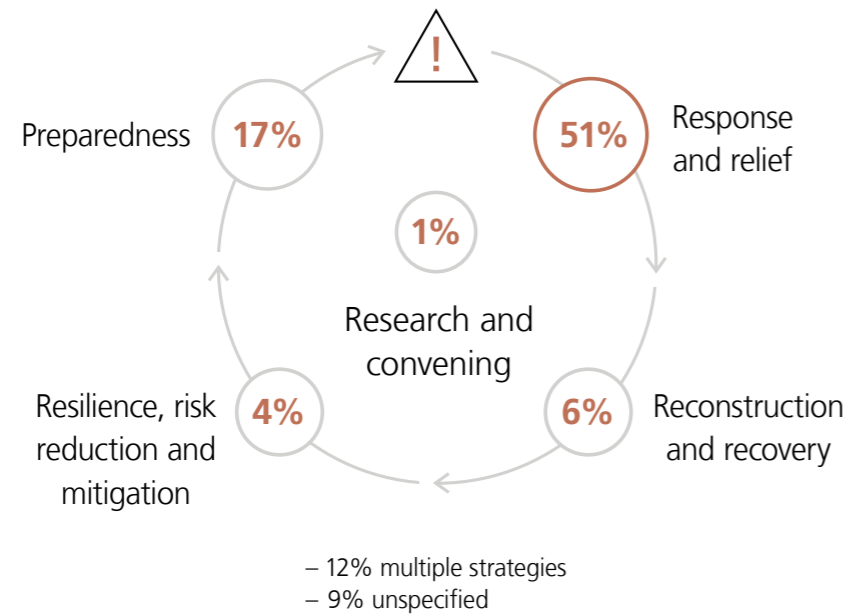 !
Preparedness
17%
51%
Response
and relief
1%
Research and
convening
Resilience, risk
reduction and
mitigation
4%
6%
Reconstruction
and recovery
– 12% multiple strategies
– 9% unspecified